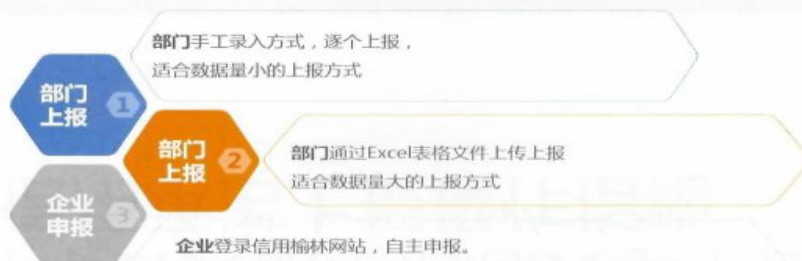 部门手工录入方式，逐个上报，
适合数据量小的上报方式
部门
上报
1
部门
上报
2
部门通过Excel表格文件上传上报
适合数据量大的上报方式
企业
申报
3
企业登录信用榆林网站，自主申报。